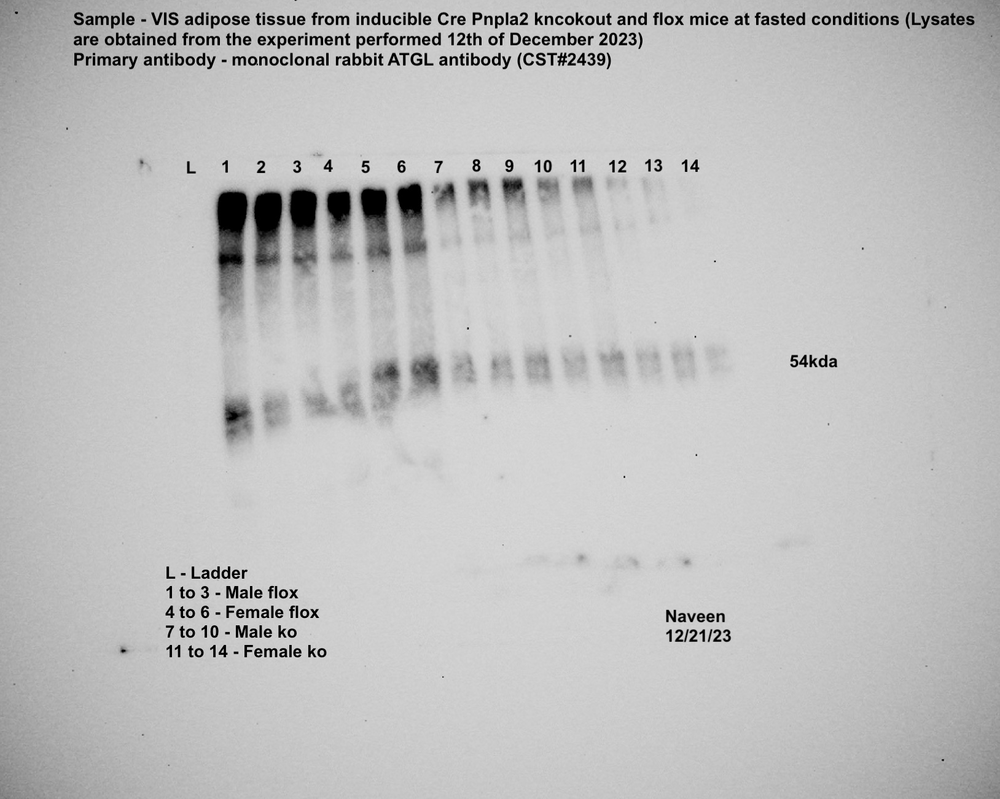 Sample - VIS adipose tissue from inducible Cre Pnpla2 kncokout and flox mice at fasted conditions (Lysates
are obtained from the experiment performed 12th of December 2023)
Primary antibody - monoclonal rabbit ATGL antibody (CST#2439)
L 1 2 3 4 5 6 7 8 9 10 11 12 13 14
54kda
L - Ladder
1 to 3 - Male flox
4 to 6 - Female flox
7 to 10 - Male ko
11 to 14 - Female ko
Naveen
12/21/23